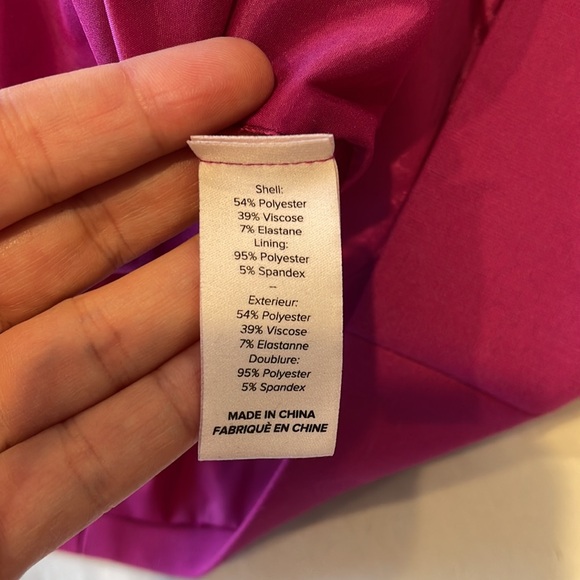 Shell:
54% Polyester
39% Viscose
7% Elastane
Lining:
95% Polyester
5% Spandex
--
Exterieur:
54% Polyester
39% Viscose
7% Elastanne
Doublure:
95% Polyester
5% Spandex
MADE IN CHINA
FABRIQUÈ EN CHINE